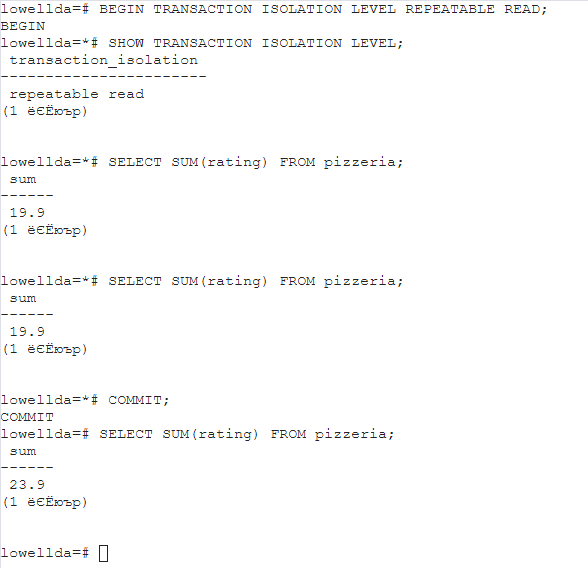 lowellda=# BEGIN TRANSACTION ISOLATION LEVEL REPEATABLE READ;
BEGIN
lowellda=*# SHOW TRANSACTION ISOLATION LEVEL;
 transaction_isolation
-----------------------
 repeatable read
(1 ёЄЁюър)
lowellda=*# SELECT SUM(rating) FROM pizzeria;
 sum
------
 19.9
(1 ёЄЁюър)
lowellda=*# SELECT SUM(rating) FROM pizzeria;
 sum
------
 19.9
(1 ёЄЁюър)
lowellda=*# COMMIT;
COMMIT
lowellda=# SELECT SUM(rating) FROM pizzeria;
 sum
------
 23.9
(1 ёЄЁюър)
lowellda=#